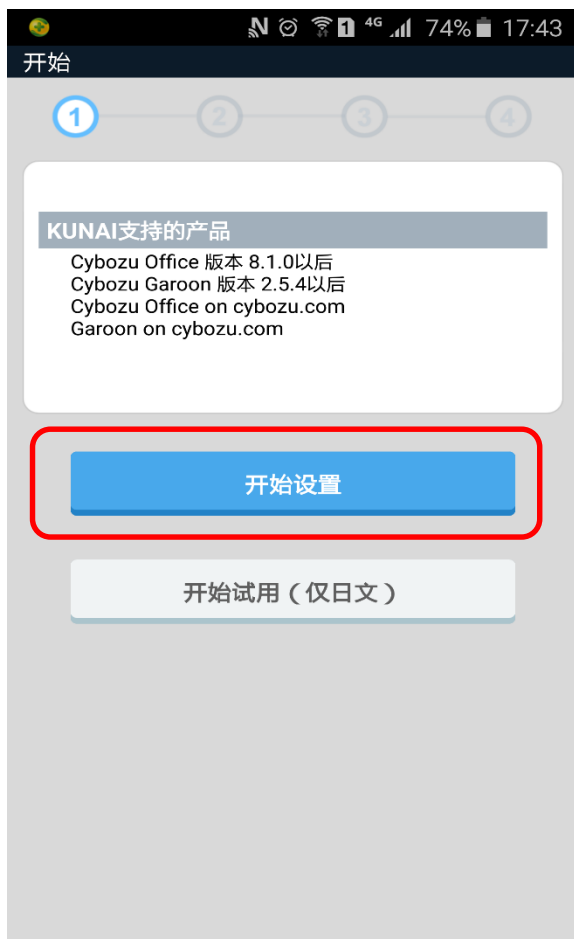 1 4G 74% 17:43
开始
1 2 3 4
KUNAI支持的产品
Cybozu Office 版本 8.1.0以后
Cybozu Garoon 版本 2.5.4以后
Cybozu Office on cybozu.com
Garoon on cybozu.com
开始设置
开始试用（仅日文）